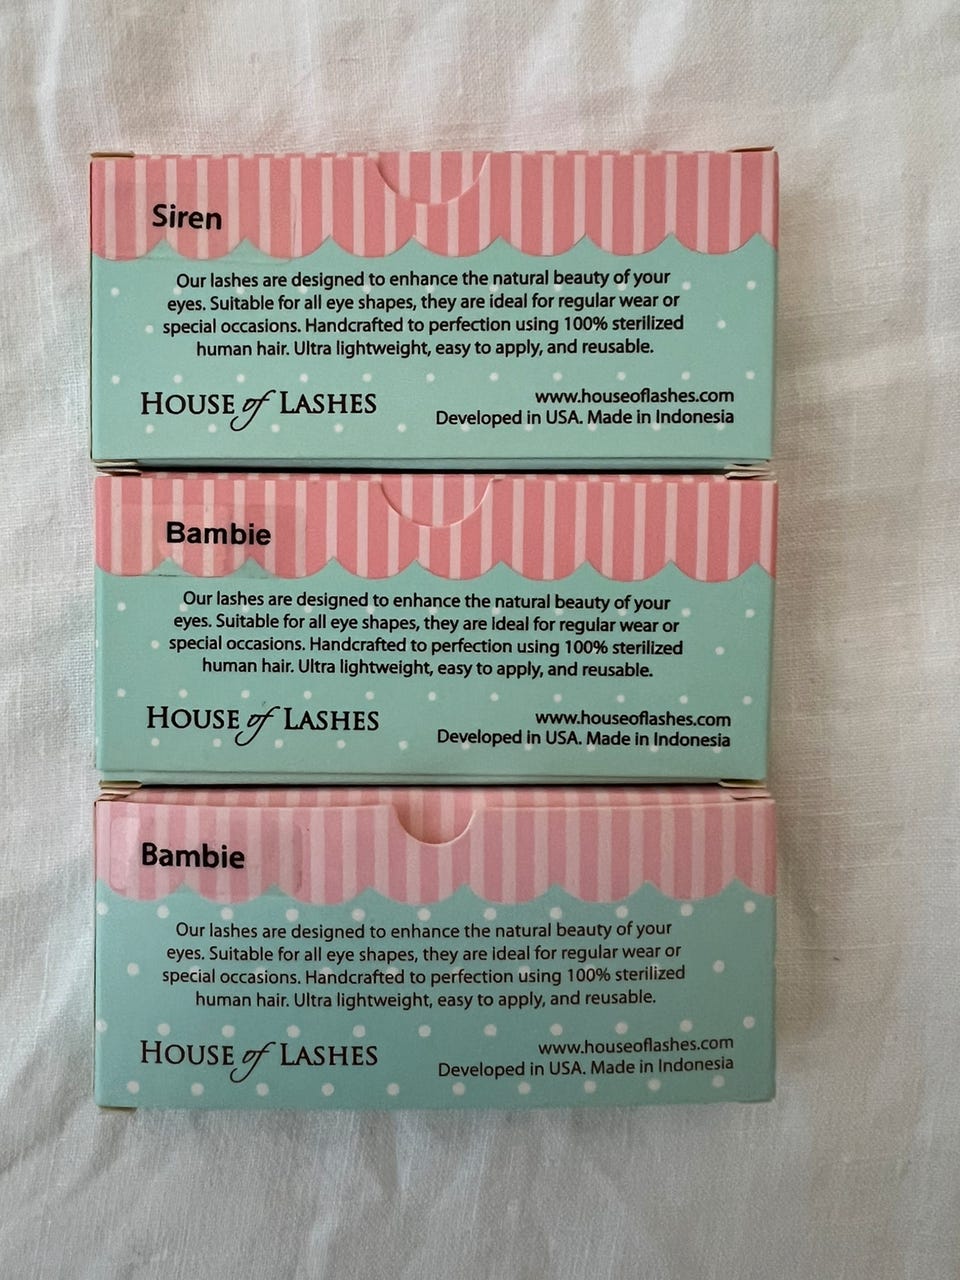 Siren
Our lashes are designed to enhance the natural beauty of your
eyes. Suitable for all eye shapes, they are ideal for regular wear or
special occasions. Handcrafted to perfection using 100% sterilized
human hair. Ultra lightweight, easy to apply, and reusable.
HOUSE of LASHES
www.houseoflashes.com
Developed in USA. Made in Indonesia
Bambie
Our lashes are designed to enhance the natural beauty of your
eyes. Suitable for all eye shapes, they are ideal for regular wear or
special occasions. Handcrafted to perfection using 100% sterilized
human hair. Ultra lightweight, easy to apply, and reusable.
HOUSE of LASHES
www.houseoflashes.com
Developed in USA. Made in Indonesia
Bambie
Our lashes are designed to enhance the natural beauty of your
eyes. Suitable for all eye shapes, they are ideal for regular wear or
special occasions. Handcrafted to perfection using 100% sterilized
human hair. Ultra lightweight, easy to apply, and reusable.
HOUSE of LASHES
www.houseoflashes.com
Developed in USA. Made in Indonesia